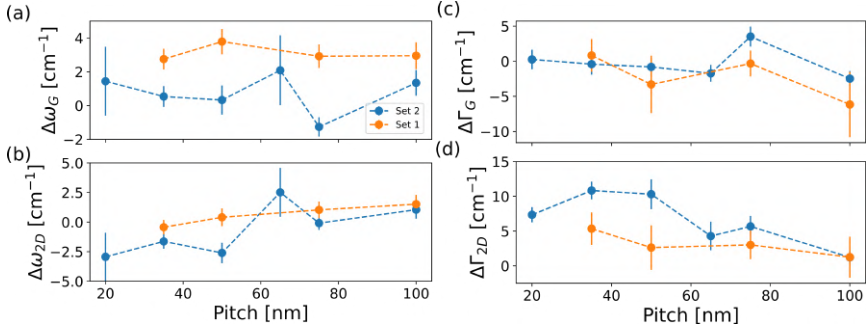 (a)
Δω_G [cm⁻¹]
4
2
0
−2
Set 2
Set 1
(b)
Δω_2D [cm⁻¹]
5.0
2.5
0.0
−2.5
−5.0
20 40 60 80 100
Pitch [nm]
(c)
ΔΓ_G [cm⁻¹]
5
0
−5
−10
(d)
ΔΓ_2D [cm⁻¹]
15
10
5
0
20 40 60 80 100
Pitch [nm]